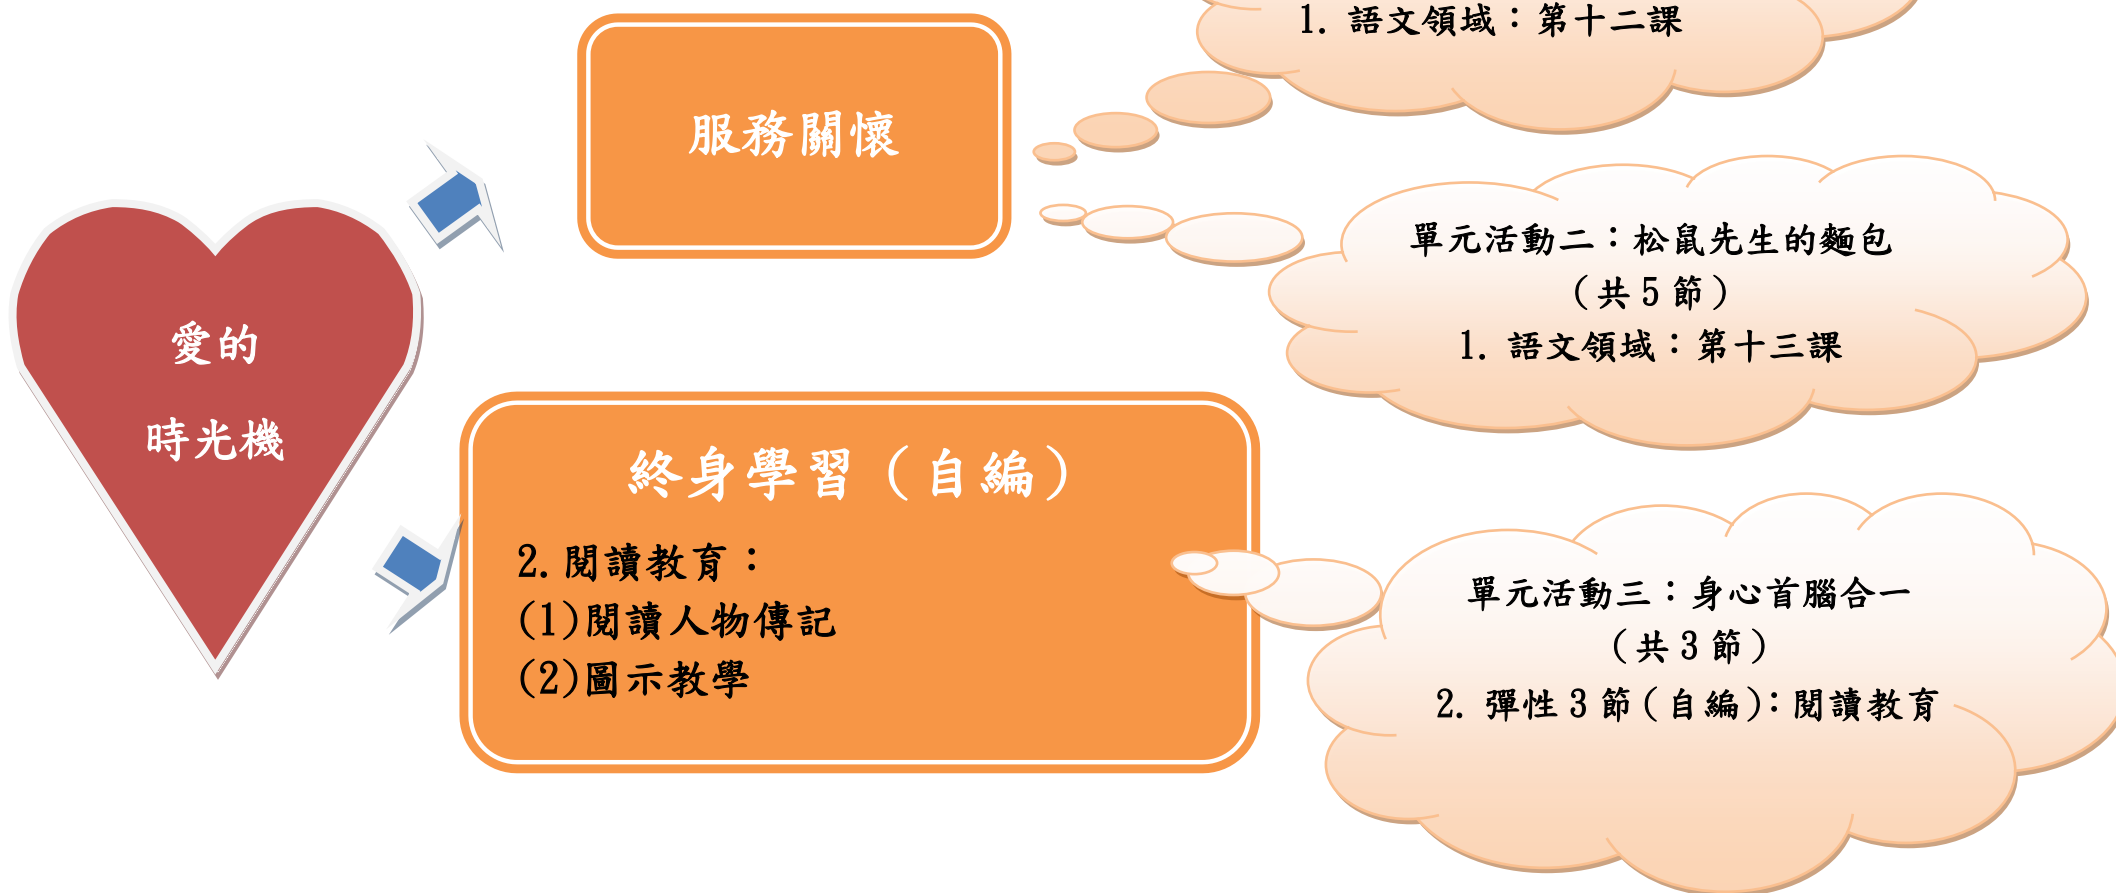 愛的
時光機
服務關懷
1. 語文領域：第十二課
單元活動二：松鼠先生的麵包
（共 5 節）
1. 語文領域：第十三課
終身學習（自編）
2. 閱讀教育：
(1)閱讀人物傳記
(2)圖示教學
單元活動三：身心首腦合一
（共 3 節）
2. 彈性 3 節（自編）：閱讀教育